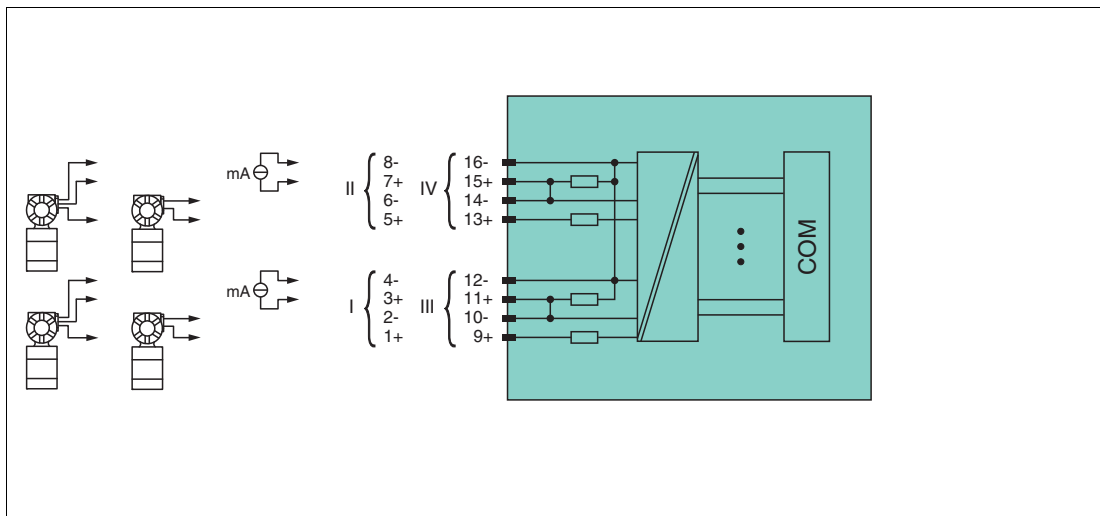 mA
II
8-
7+
6-
5+
IV
16-
15+
14-
13+
mA
I
4-
3+
2-
1+
III
12-
11+
10-
9+
COM